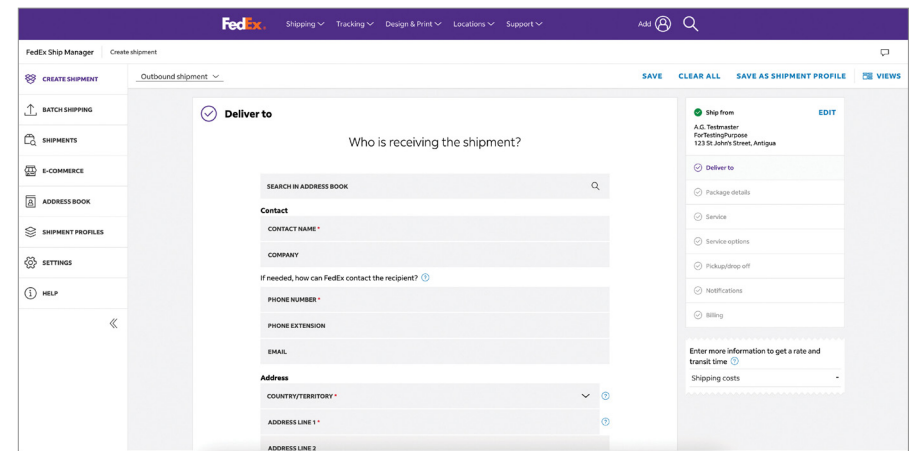 FedEx. Shipping Tracking Design & Print Locations Support Add
FedEx Ship Manager Create shipment
CREATE SHIPMENT
BATCH SHIPPING
SHIPMENTS
E-COMMERCE
ADDRESS BOOK
SHIPMENT PROFILES
SETTINGS
HELP
Outbound shipment SAVE CLEAR ALL SAVE AS SHIPMENT PROFILE VIEWS
Deliver to
Who is receiving the shipment?
SEARCH IN ADDRESS BOOK
Contact
CONTACT NAME *
COMPANY
If needed, how can FedEx contact the recipient?
PHONE NUMBER *
PHONE EXTENSION
EMAIL
Address
COUNTRY/TERRITORY *
ADDRESS LINE 1 *
ADDRESS LINE 2
Ship from EDIT
A.G. Testmaster
ForTestingPurpose
123 St John's Street, Antigua
Deliver to
Package details
Service
Service options
Pickup/drop off
Notifications
Billing
Enter more information to get a rate and
transit time
Shipping costs